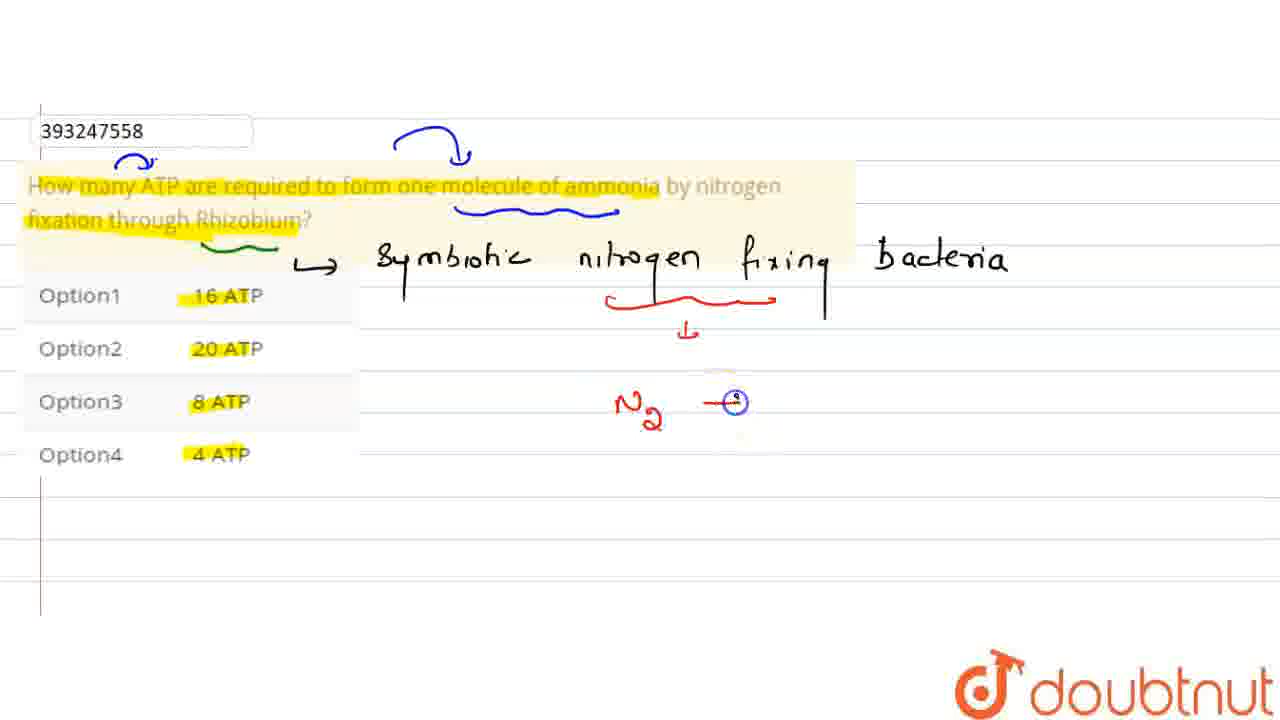 393247558
How many ATP are required to form one molecule of ammonia by nitrogen
fixation through Rhizobium?
Symbiotic nitrogen fixing bacteria
Option1 16 ATP
Option2 20 ATP
Option3 8 ATP
N2
Option4 4 ATP
doubtnut